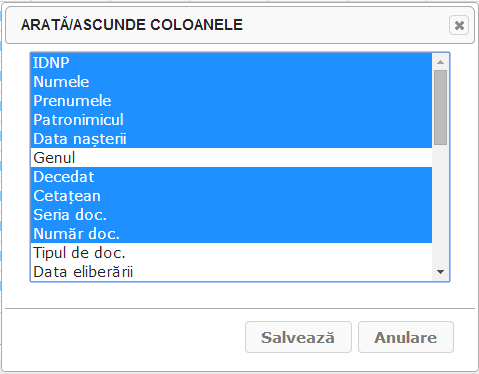 ARATĂ/ASCUNDE COLOANELE
IDNP
Numele
Prenumele
Patronimicul
Data nașterii
Genul
Decedat
Cetațean
Seria doc.
Număr doc.
Tipul de doc.
Data eliberării
Salvează
Anulare